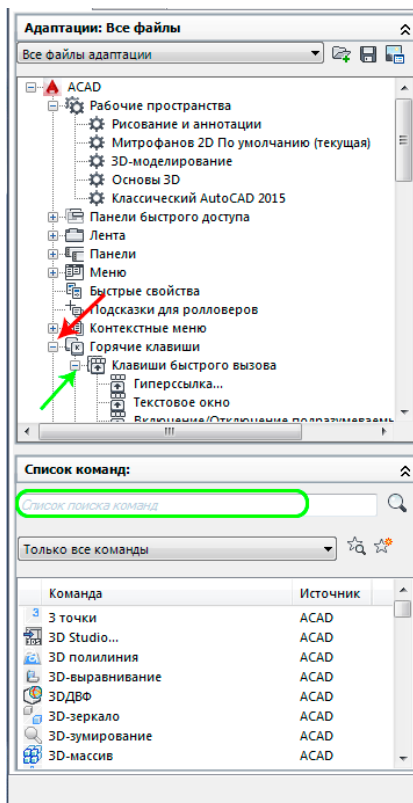 Адаптации: Все файлы
Все файлы адаптации
ACAD
Рабочие пространства
Рисование и аннотации
Митрофанов 2D По умолчанию (текущая)
3D-моделирование
Основы 3D
Классический AutoCAD 2015
Панели быстрого доступа
Лента
Панели
Меню
Быстрые свойства
Подсказки для ролловеров
Контекстные меню
Горячие клавиши
Клавиши быстрого вызова
Гиперссылка...
Текстовое окно
Включение/Отключение подразумеваемы
Список команд:
Список поиска команд
Только все команды
Команда Источник
3 точки ACAD
3D Studio... ACAD
3D полилиния ACAD
3D-выравнивание ACAD
3DДВФ ACAD
3D-зеркало ACAD
3D-зумирование ACAD
3D-массив ACAD